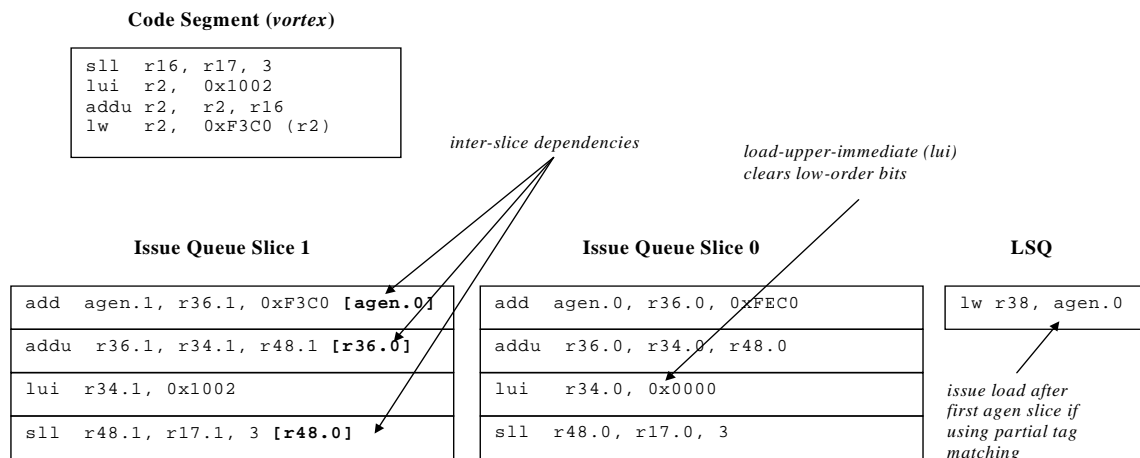 Code Segment (vortex)
sll r16, r17, 3
lui r2, 0x1002
addu r2, r2, r16
lw r2, 0xF3C0 (r2)
inter-slice dependencies
load-upper-immediate (lui)
clears low-order bits
Issue Queue Slice 1
add agen.1, r36.1, 0xF3C0 [agen.0]
addu r36.1, r34.1, r48.1 [r36.0]
lui r34.1, 0x1002
sll r48.1, r17.1, 3 [r48.0]
Issue Queue Slice 0
add agen.0, r36.0, 0xFEC0
addu r36.0, r34.0, r48.0
lui r34.0, 0x0000
sll r48.0, r17.0, 3
LSQ
lw r38, agen.0
issue load after
first agen slice if
using partial tag
matching